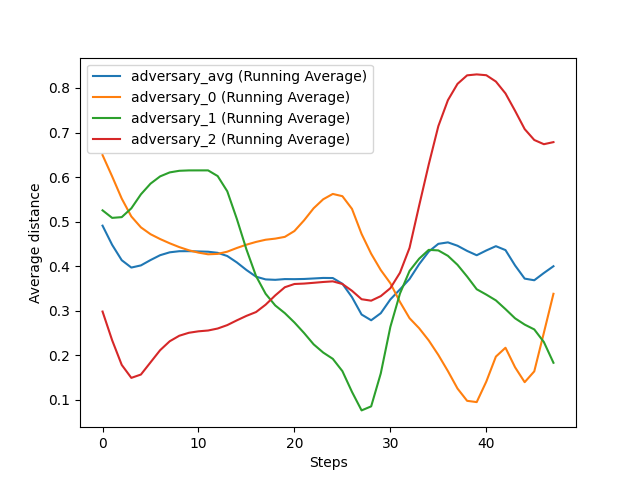 adversary_avg (Running Average)
adversary_0 (Running Average)
adversary_1 (Running Average)
adversary_2 (Running Average)
Average distance
0.8
0.7
0.6
0.5
0.4
0.3
0.2
0.1
0 10 20 30 40
Steps